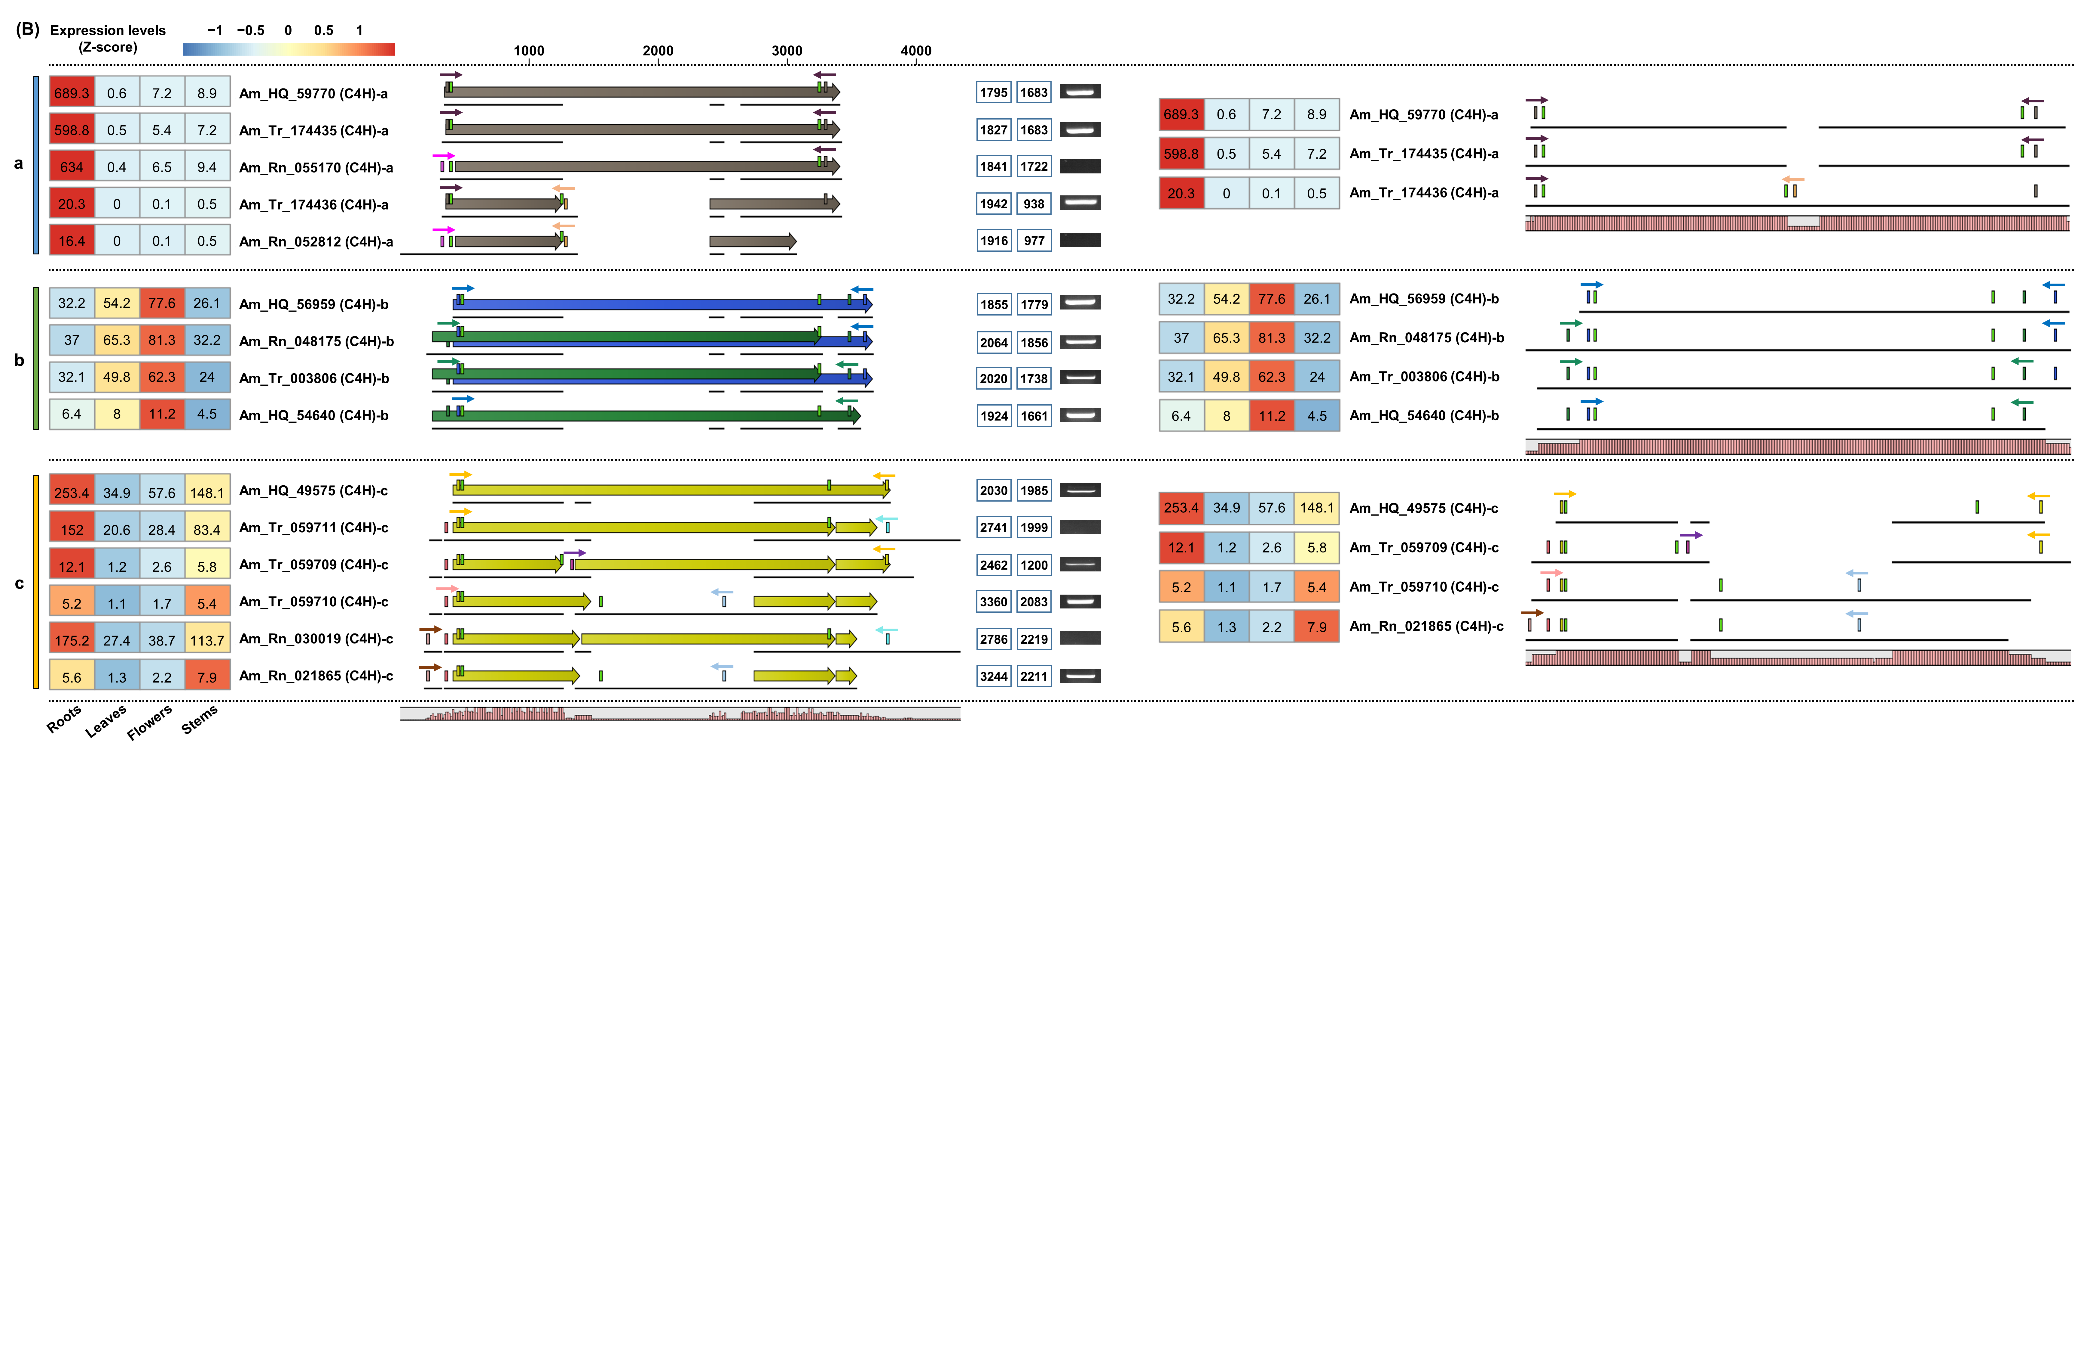 (B) Expression levels (Z-score)
−1 −0.5 0 0.5 1
1000 2000 3000 4000
a
689.3 0.6 7.2 8.9 Am_HQ_59770 (C4H)-a 1795 1683
598.8 0.5 5.4 7.2 Am_Tr_174435 (C4H)-a 1827 1683
634 0.4 6.5 9.4 Am_Rn_055170 (C4H)-a 1841 1722
20.3 0 0.1 0.5 Am_Tr_174436 (C4H)-a 1942 938
16.4 0 0.1 0.5 Am_Rn_052812 (C4H)-a 1916 977
689.3 0.6 7.2 8.9 Am_HQ_59770 (C4H)-a
598.8 0.5 5.4 7.2 Am_Tr_174435 (C4H)-a
20.3 0 0.1 0.5 Am_Tr_174436 (C4H)-a
b
32.2 54.2 77.6 26.1 Am_HQ_56959 (C4H)-b 1855 1779
37 65.3 81.3 32.2 Am_Rn_048175 (C4H)-b 2064 1856
32.1 49.8 62.3 24 Am_Tr_003806 (C4H)-b 2020 1738
6.4 8 11.2 4.5 Am_HQ_54640 (C4H)-b 1924 1661
32.2 54.2 77.6 26.1 Am_HQ_56959 (C4H)-b
37 65.3 81.3 32.2 Am_Rn_048175 (C4H)-b
32.1 49.8 62.3 24 Am_Tr_003806 (C4H)-b
6.4 8 11.2 4.5 Am_HQ_54640 (C4H)-b
c
253.4 34.9 57.6 148.1 Am_HQ_49575 (C4H)-c 2030 1985
152 20.6 28.4 83.4 Am_Tr_059711 (C4H)-c 2741 1999
12.1 1.2 2.6 5.8 Am_Tr_059709 (C4H)-c 2462 1200
5.2 1.1 1.7 5.4 Am_Tr_059710 (C4H)-c 3360 2083
175.2 27.4 38.7 113.7 Am_Rn_030019 (C4H)-c 2786 2219
5.6 1.3 2.2 7.9 Am_Rn_021865 (C4H)-c 3244 2211
253.4 34.9 57.6 148.1 Am_HQ_49575 (C4H)-c
12.1 1.2 2.6 5.8 Am_Tr_059709 (C4H)-c
5.2 1.1 1.7 5.4 Am_Tr_059710 (C4H)-c
5.6 1.3 2.2 7.9 Am_Rn_021865 (C4H)-c
Roots Leaves Flowers Stems